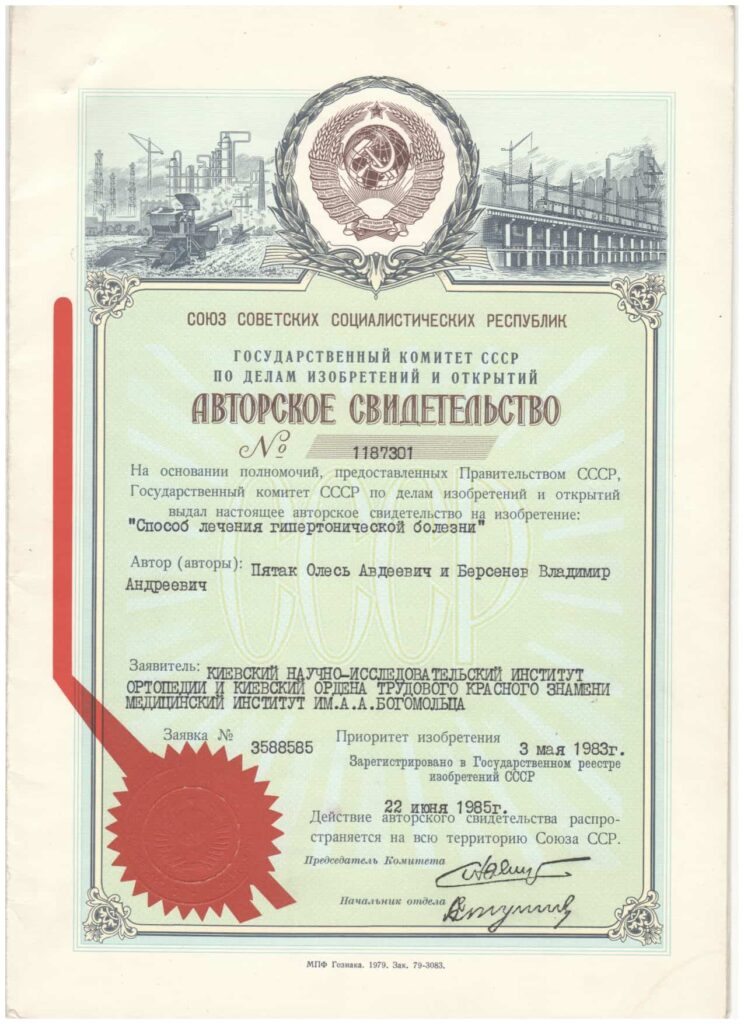 СОЮЗ СОВЕТСКИХ СОЦИАЛИСТИЧЕСКИХ РЕСПУБЛИК
ГОСУДАРСТВЕННЫЙ КОМИТЕТ СССР
ПО ДЕЛАМ ИЗОБРЕТЕНИЙ И ОТКРЫТИЙ
АВТОРСКОЕ СВИДЕТЕЛЬСТВО
№ 1187301
На основании полномочий, предоставленных Правительством СССР,
Государственный комитет СССР по делам изобретений и открытий
выдал настоящее авторское свидетельство на изобретение:
"Способ лечения гипертонической болезни"
Автор (авторы): Пятак Олесь Авдеевич и Берсенев Владимир
Андреевич
СССР
Заявитель: КИЕВСКИЙ НАУЧНО-ИССЛЕДОВАТЕЛЬСКИЙ ИНСТИТУТ
ОРТОПЕДИИ И КИЕВСКИЙ ОРДЕНА ТРУДОВОГО КРАСНОГО ЗНАМЕНИ
МЕДИЦИНСКИЙ ИНСТИТУТ ИМ.А.А.БОГОМОЛЬЦА
Заявка № 3588585 Приоритет изобретения 3 мая 1983г.
Зарегистрировано в Государственном реестре
изобретений СССР
22 июня 1985г.
Действие авторского свидетельства распро-
страняется на всю территорию Союза ССР.
Председатель Комитета
Начальник отдела
МПФ Гознака. 1979. Зак. 79-3083.